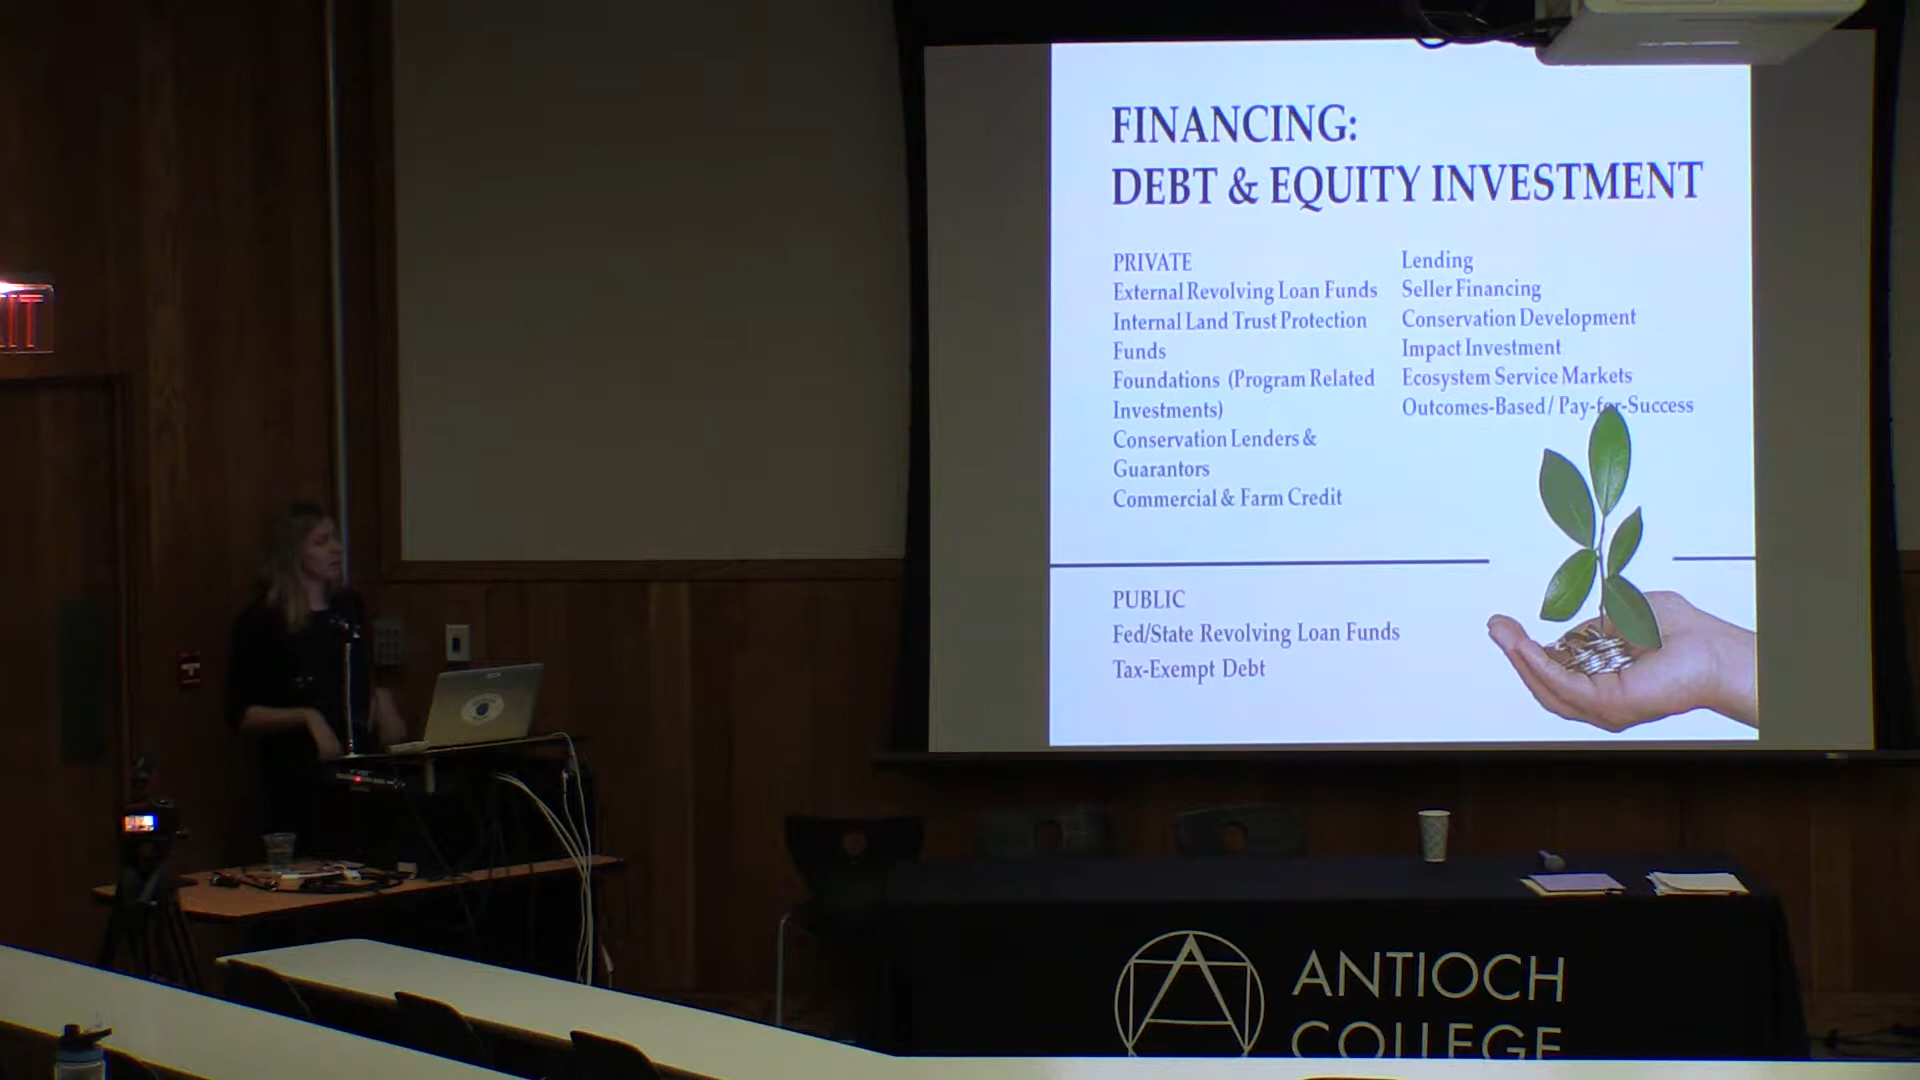 FINANCING:
DEBT & EQUITY INVESTMENT
PRIVATE
External Revolving Loan Funds
Internal Land Trust Protection
Funds
Foundations (Program Related
Investments)
Conservation Lenders &
Guarantors
Commercial & Farm Credit
Lending
Seller Financing
Conservation Development
Impact Investment
Ecosystem Service Markets
Outcomes-Based / Pay-for-Success
PUBLIC
Fed/State Revolving Loan Funds
Tax-Exempt Debt
IT
ANTIOCH
COLLEGE